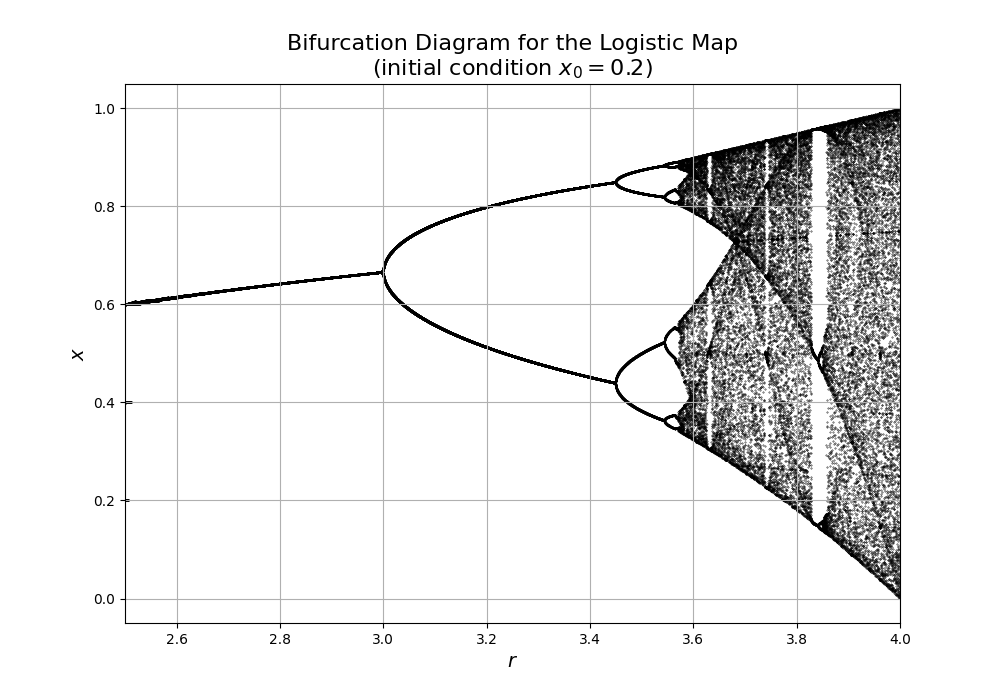 Bifurcation Diagram for the Logistic Map
(initial condition x₀ = 0.2)
1.0
0.8
0.6
0.4
0.2
0.0
x
2.6 2.8 3.0 3.2 3.4 3.6 3.8 4.0
r